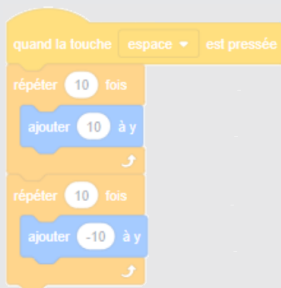 quand la touche espace est pressée
répéter 10 fois
ajouter 10 à y
répéter 10 fois
ajouter -10 à y